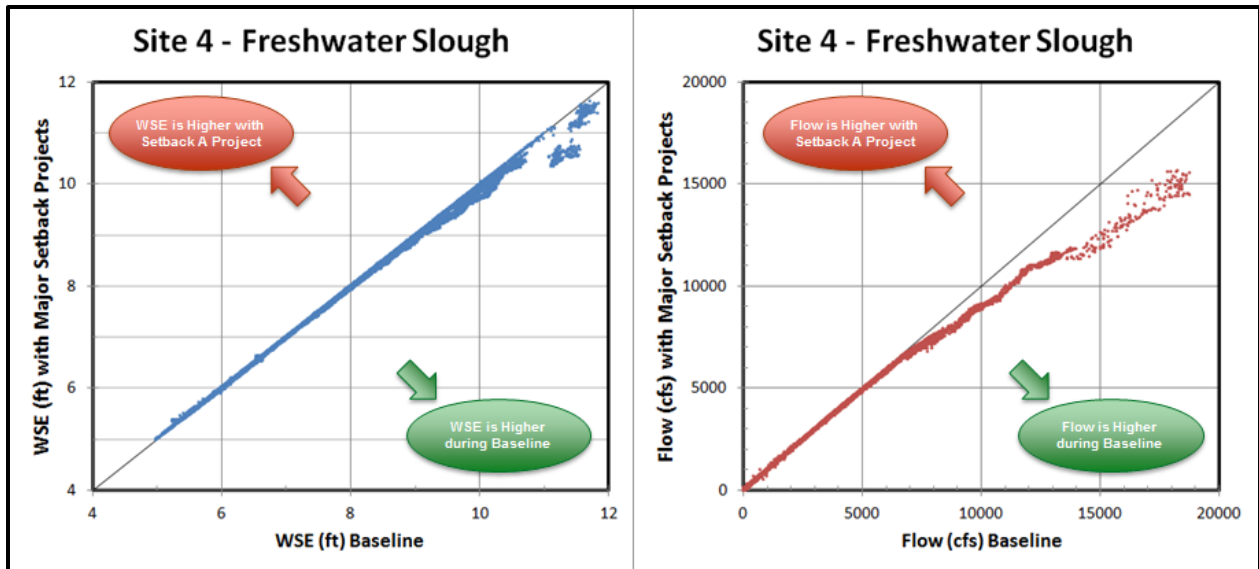 Site 4 - Freshwater Slough
WSE (ft) with Major Setback Projects
12
10
8
6
4
WSE is Higher with
Setback A Project
WSE is Higher
during Baseline
4
6
8
10
12
WSE (ft) Baseline
Site 4 - Freshwater Slough
Flow (cfs) with Major Setback Projects
20000
15000
10000
5000
0
Flow is Higher with
Setback A Project
Flow is Higher
during Baseline
0
5000
10000
15000
20000
Flow (cfs) Baseline